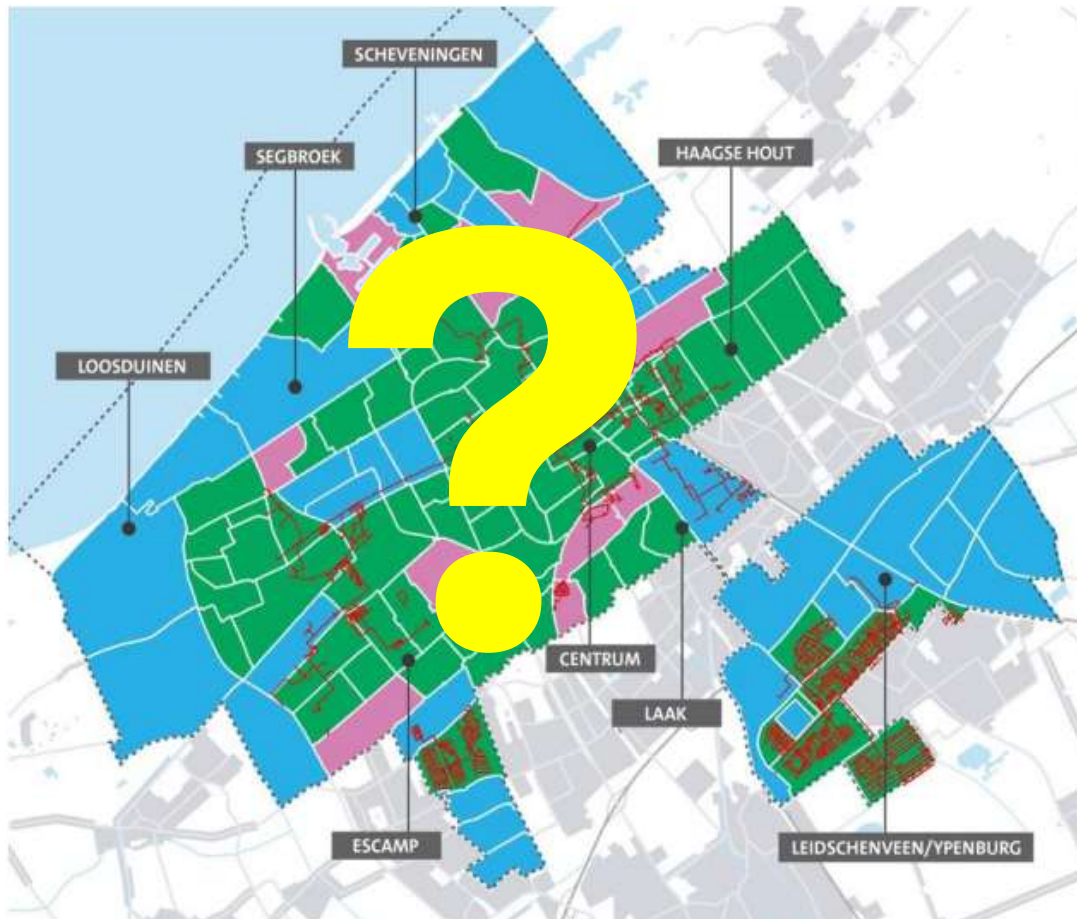 SCHEVENINGEN
SEGBROEK
HAAGSE HOUT
LOOSDUINEN
?
CENTRUM
LAAK
ESCAMP
LEIDSCHENVEEN/YPENBURG